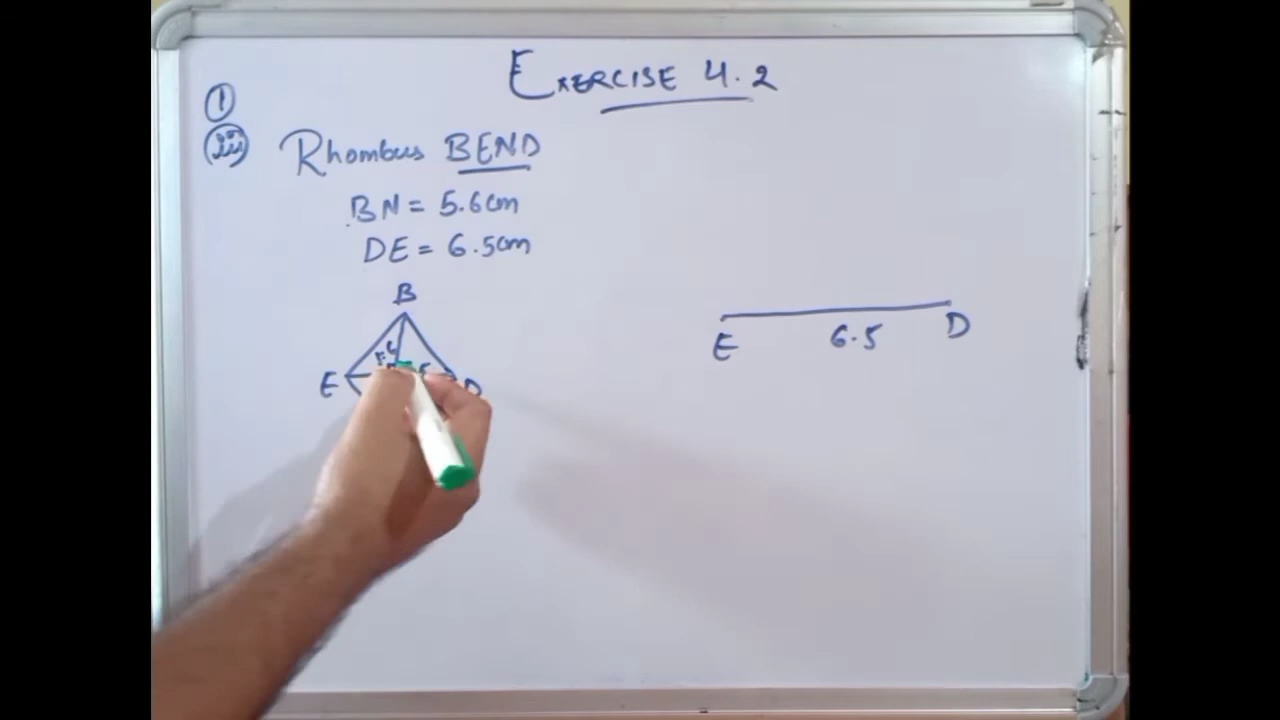 EXERCISE 4.2
①
(iii) Rhombus BEND
BN = 5.6cm
DE = 6.5cm
B
E D
E 6.5 D